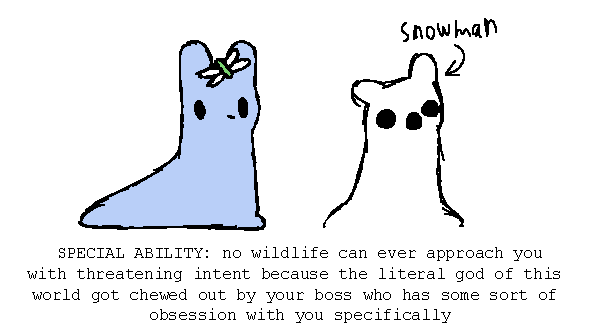 snowman
SPECIAL ABILITY: no wildlife can ever approach you
with threatening intent because the literal god of this
world got chewed out by your boss who has some sort of
obsession with you specifically